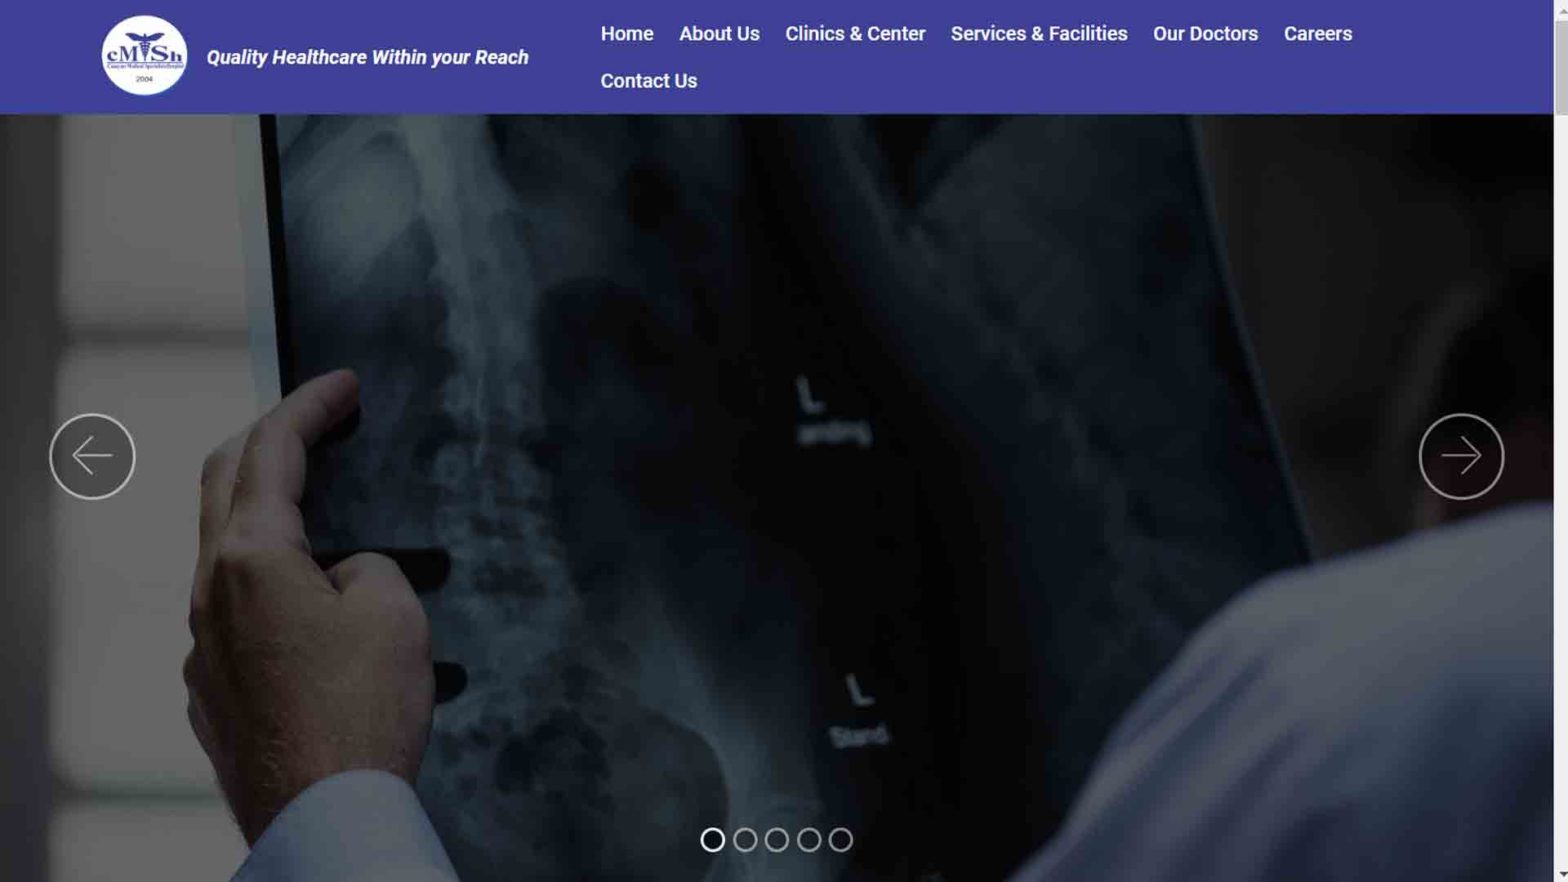 cMSh
2004
Quality Healthcare Within your Reach
Home About Us Clinics & Center Services & Facilities Our Doctors Careers
Contact Us
L
L
Stand